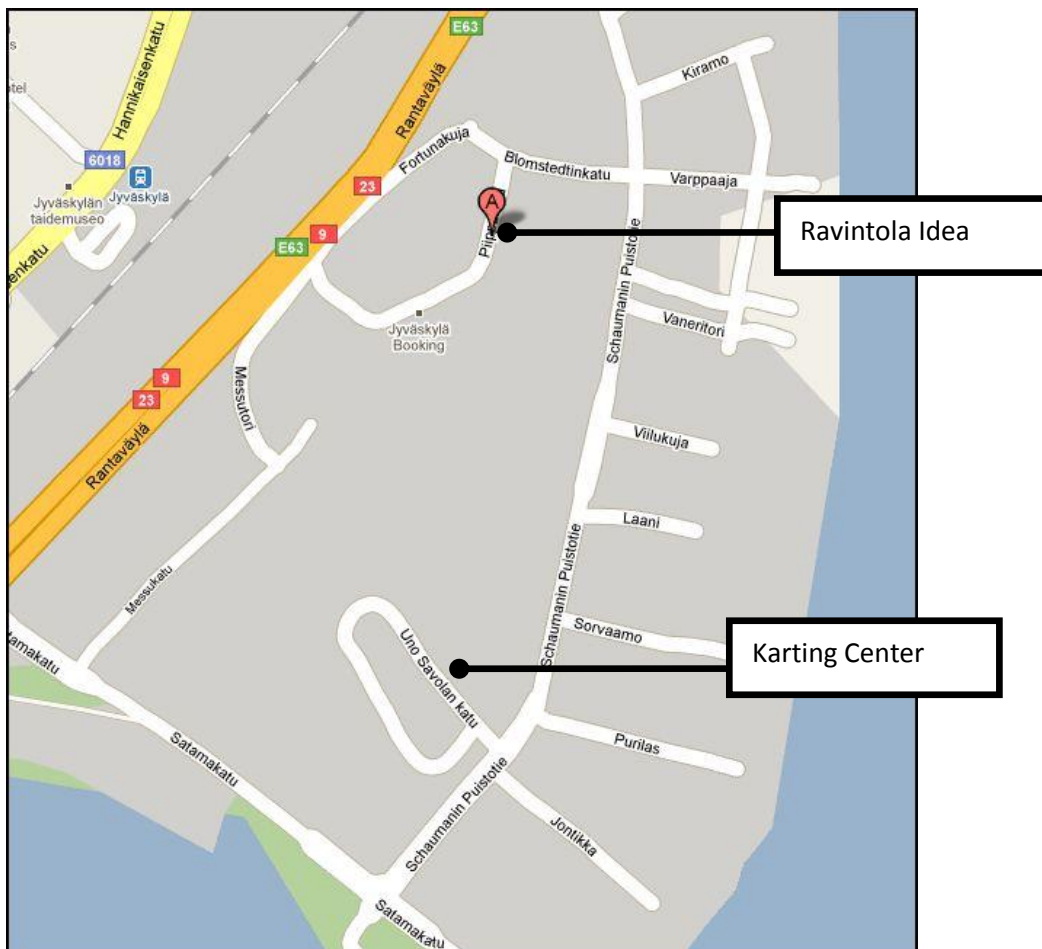 E63
Hannikaisenkatu
Rantaväylä
Kiramo
6018
Jyväskylä
Jyväskylän
taidemuseo
Fortunakuja
23
Blomstedtinkatu
Varppaaja
A
9
E63
Ravintola Idea
Schaumanin Puistotie
Vaneritori
Jyväskylä
Booking
Messutori
9
23
Rantaväylä
Viilukuja
Laani
Messukatu
Schaumanin Puistotie
Sorvaamo
Uno Savolan katu
Karting Center
Purilas
Satamakatu
Schaumanin Puistotie
Jontikka
Satamakatu